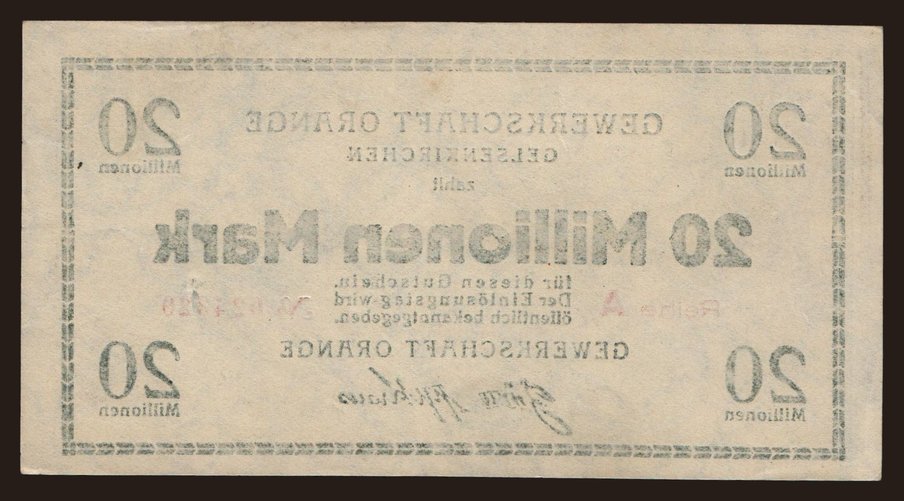 20 20
Millionen Millionen
GEWERKSCHAFT ORANGE
GELSENKIRCHEN
zahlt
20 Millionen Mark
für diesen Gutschein.
Reihe A Der Einlösungstag wird
öffentlich bekanntgegeben.
GEWERKSCHAFT ORANGE
20 20
Millionen Millionen